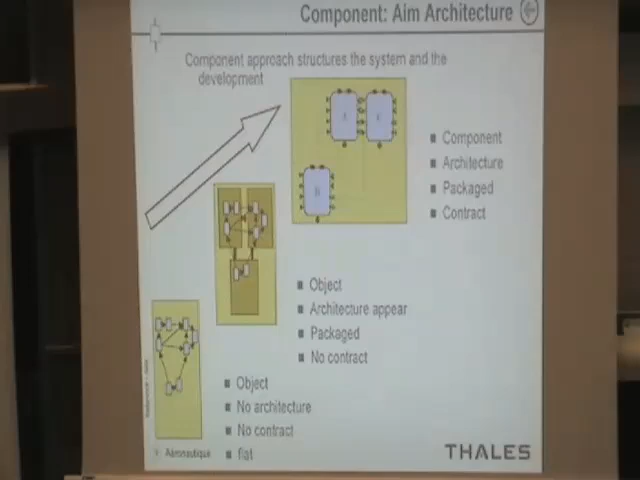 Component: Aim Architecture
Component approach structures the system and the
development
Component
Architecture
Packaged
Contract
Object
Architecture appear
Packaged
No contract
Object
No architecture
No contract
flat
Aéronautique
THALES